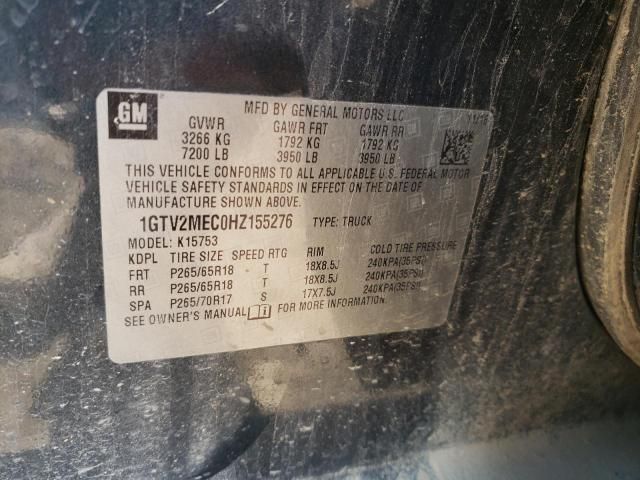 GM
MFD BY GENERAL MOTORS LLC
GVWR GAWR FRT GAWR RR
3266 KG 1792 KG 1792 KG
7200 LB 3950 LB 3950 LB
THIS VEHICLE CONFORMS TO ALL APPLICABLE U.S. FEDERAL MOTOR
VEHICLE SAFETY STANDARDS IN EFFECT ON THE DATE OF
MANUFACTURE SHOWN ABOVE.
1GTV2MEC0HZ155276 TYPE: TRUCK
MODEL: K15753
KDPL TIRE SIZE SPEED RTG RIM COLD TIRE PRESSURE
FRT P265/65R18 T 18X8.5J 240KPA(35PSI)
RR P265/65R18 T 18X8.5J 240KPA(35PSI)
SPA P265/70R17 S 17X7.5J 240KPA(35PSI)
SEE OWNER'S MANUAL FOR MORE INFORMATION.